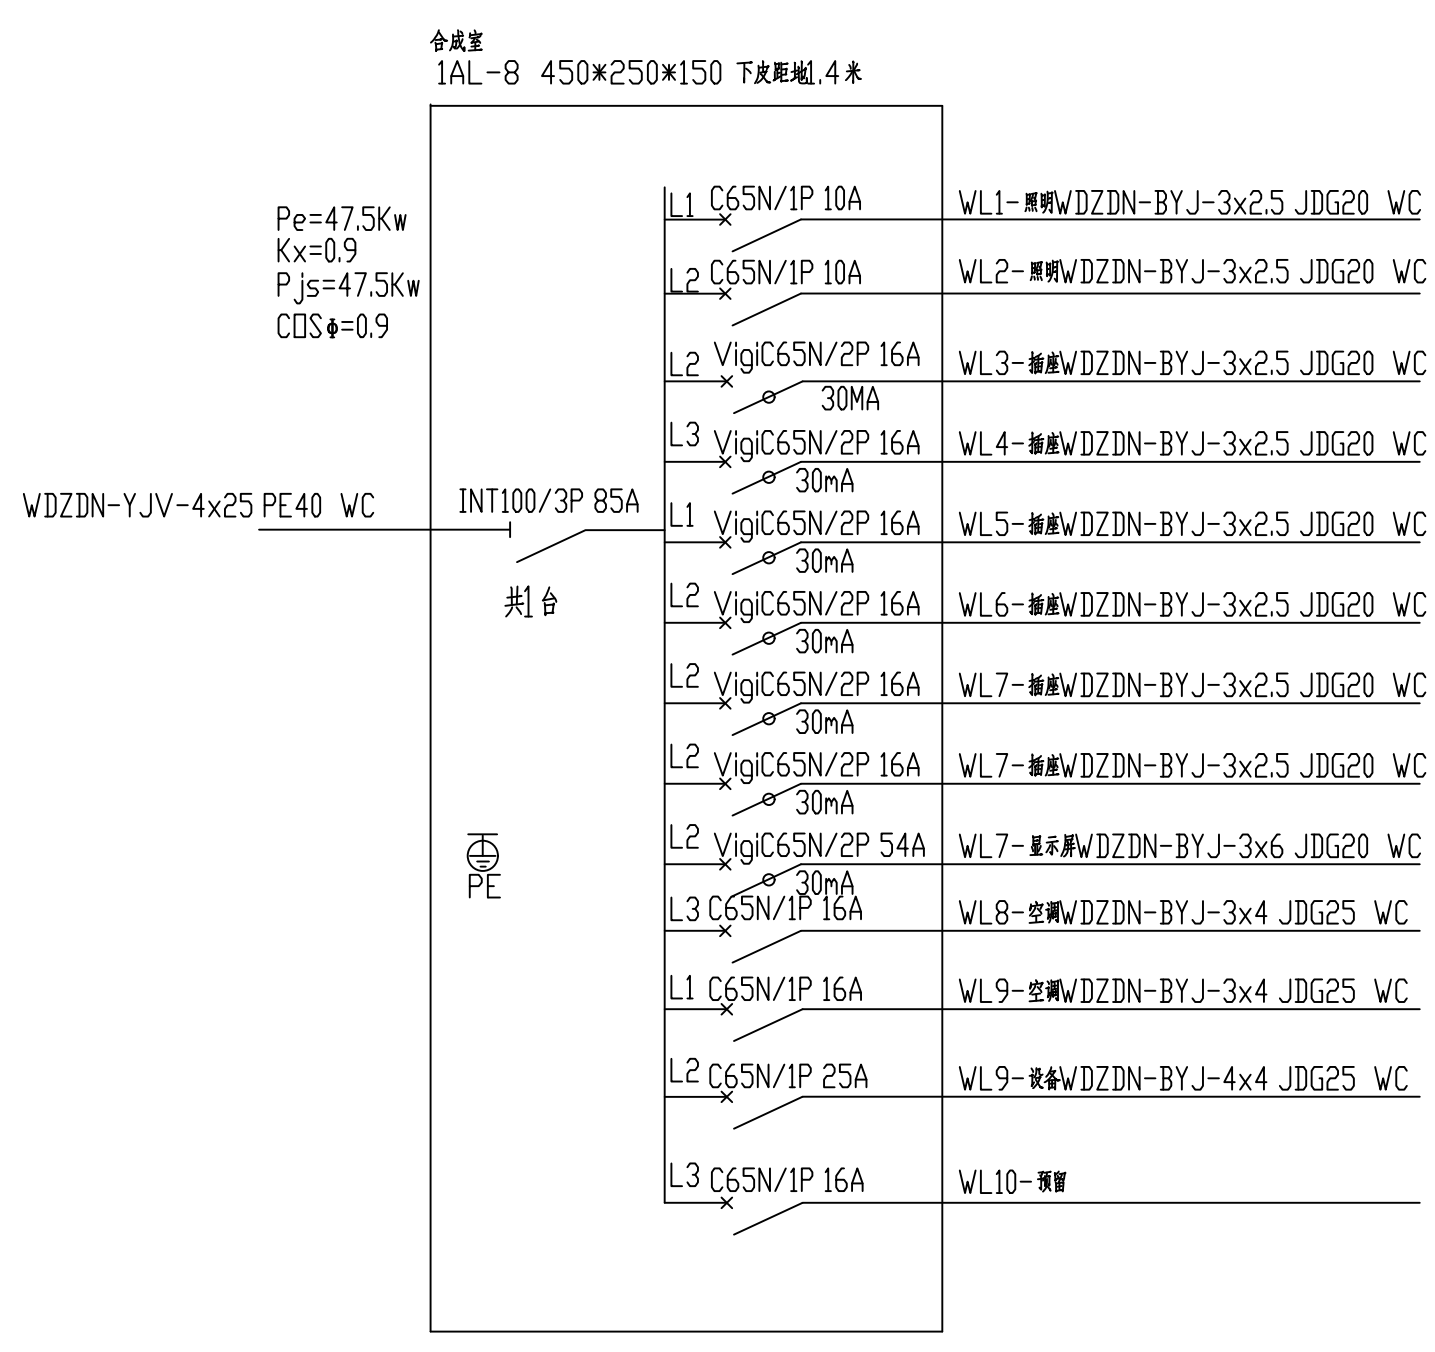 合成室
1AL-8 450*250*150 下皮距地1.4米
Pe=47.5Kw
Kx=0.9
Pjs=47.5Kw
COSΦ=0.9
WDZDN-YJV-4x25 PE40 WC
INT100/3P 85A
共1台
PE
L1 C65N/1P 10A WL1-照明WDZDN-BYJ-3x2.5 JDG20 WC
L2 C65N/1P 10A WL2-照明WDZDN-BYJ-3x2.5 JDG20 WC
L2 VigiC65N/2P 16A WL3-插座WDZDN-BYJ-3x2.5 JDG20 WC
30MA
L3 VigiC65N/2P 16A WL4-插座WDZDN-BYJ-3x2.5 JDG20 WC
30mA
L1 VigiC65N/2P 16A WL5-插座WDZDN-BYJ-3x2.5 JDG20 WC
30mA
L2 VigiC65N/2P 16A WL6-插座WDZDN-BYJ-3x2.5 JDG20 WC
30mA
L2 VigiC65N/2P 16A WL7-插座WDZDN-BYJ-3x2.5 JDG20 WC
30mA
L2 VigiC65N/2P 16A WL7-插座WDZDN-BYJ-3x2.5 JDG20 WC
30mA
L2 VigiC65N/2P 54A WL7-显示屏WDZDN-BYJ-3x6 JDG20 WC
30mA
L3 C65N/1P 16A WL8-空调WDZDN-BYJ-3x4 JDG25 WC
L1 C65N/1P 16A WL9-空调WDZDN-BYJ-3x4 JDG25 WC
L2 C65N/1P 25A WL9-设备WDZDN-BYJ-4x4 JDG25 WC
L3 C65N/1P 16A WL10-预留